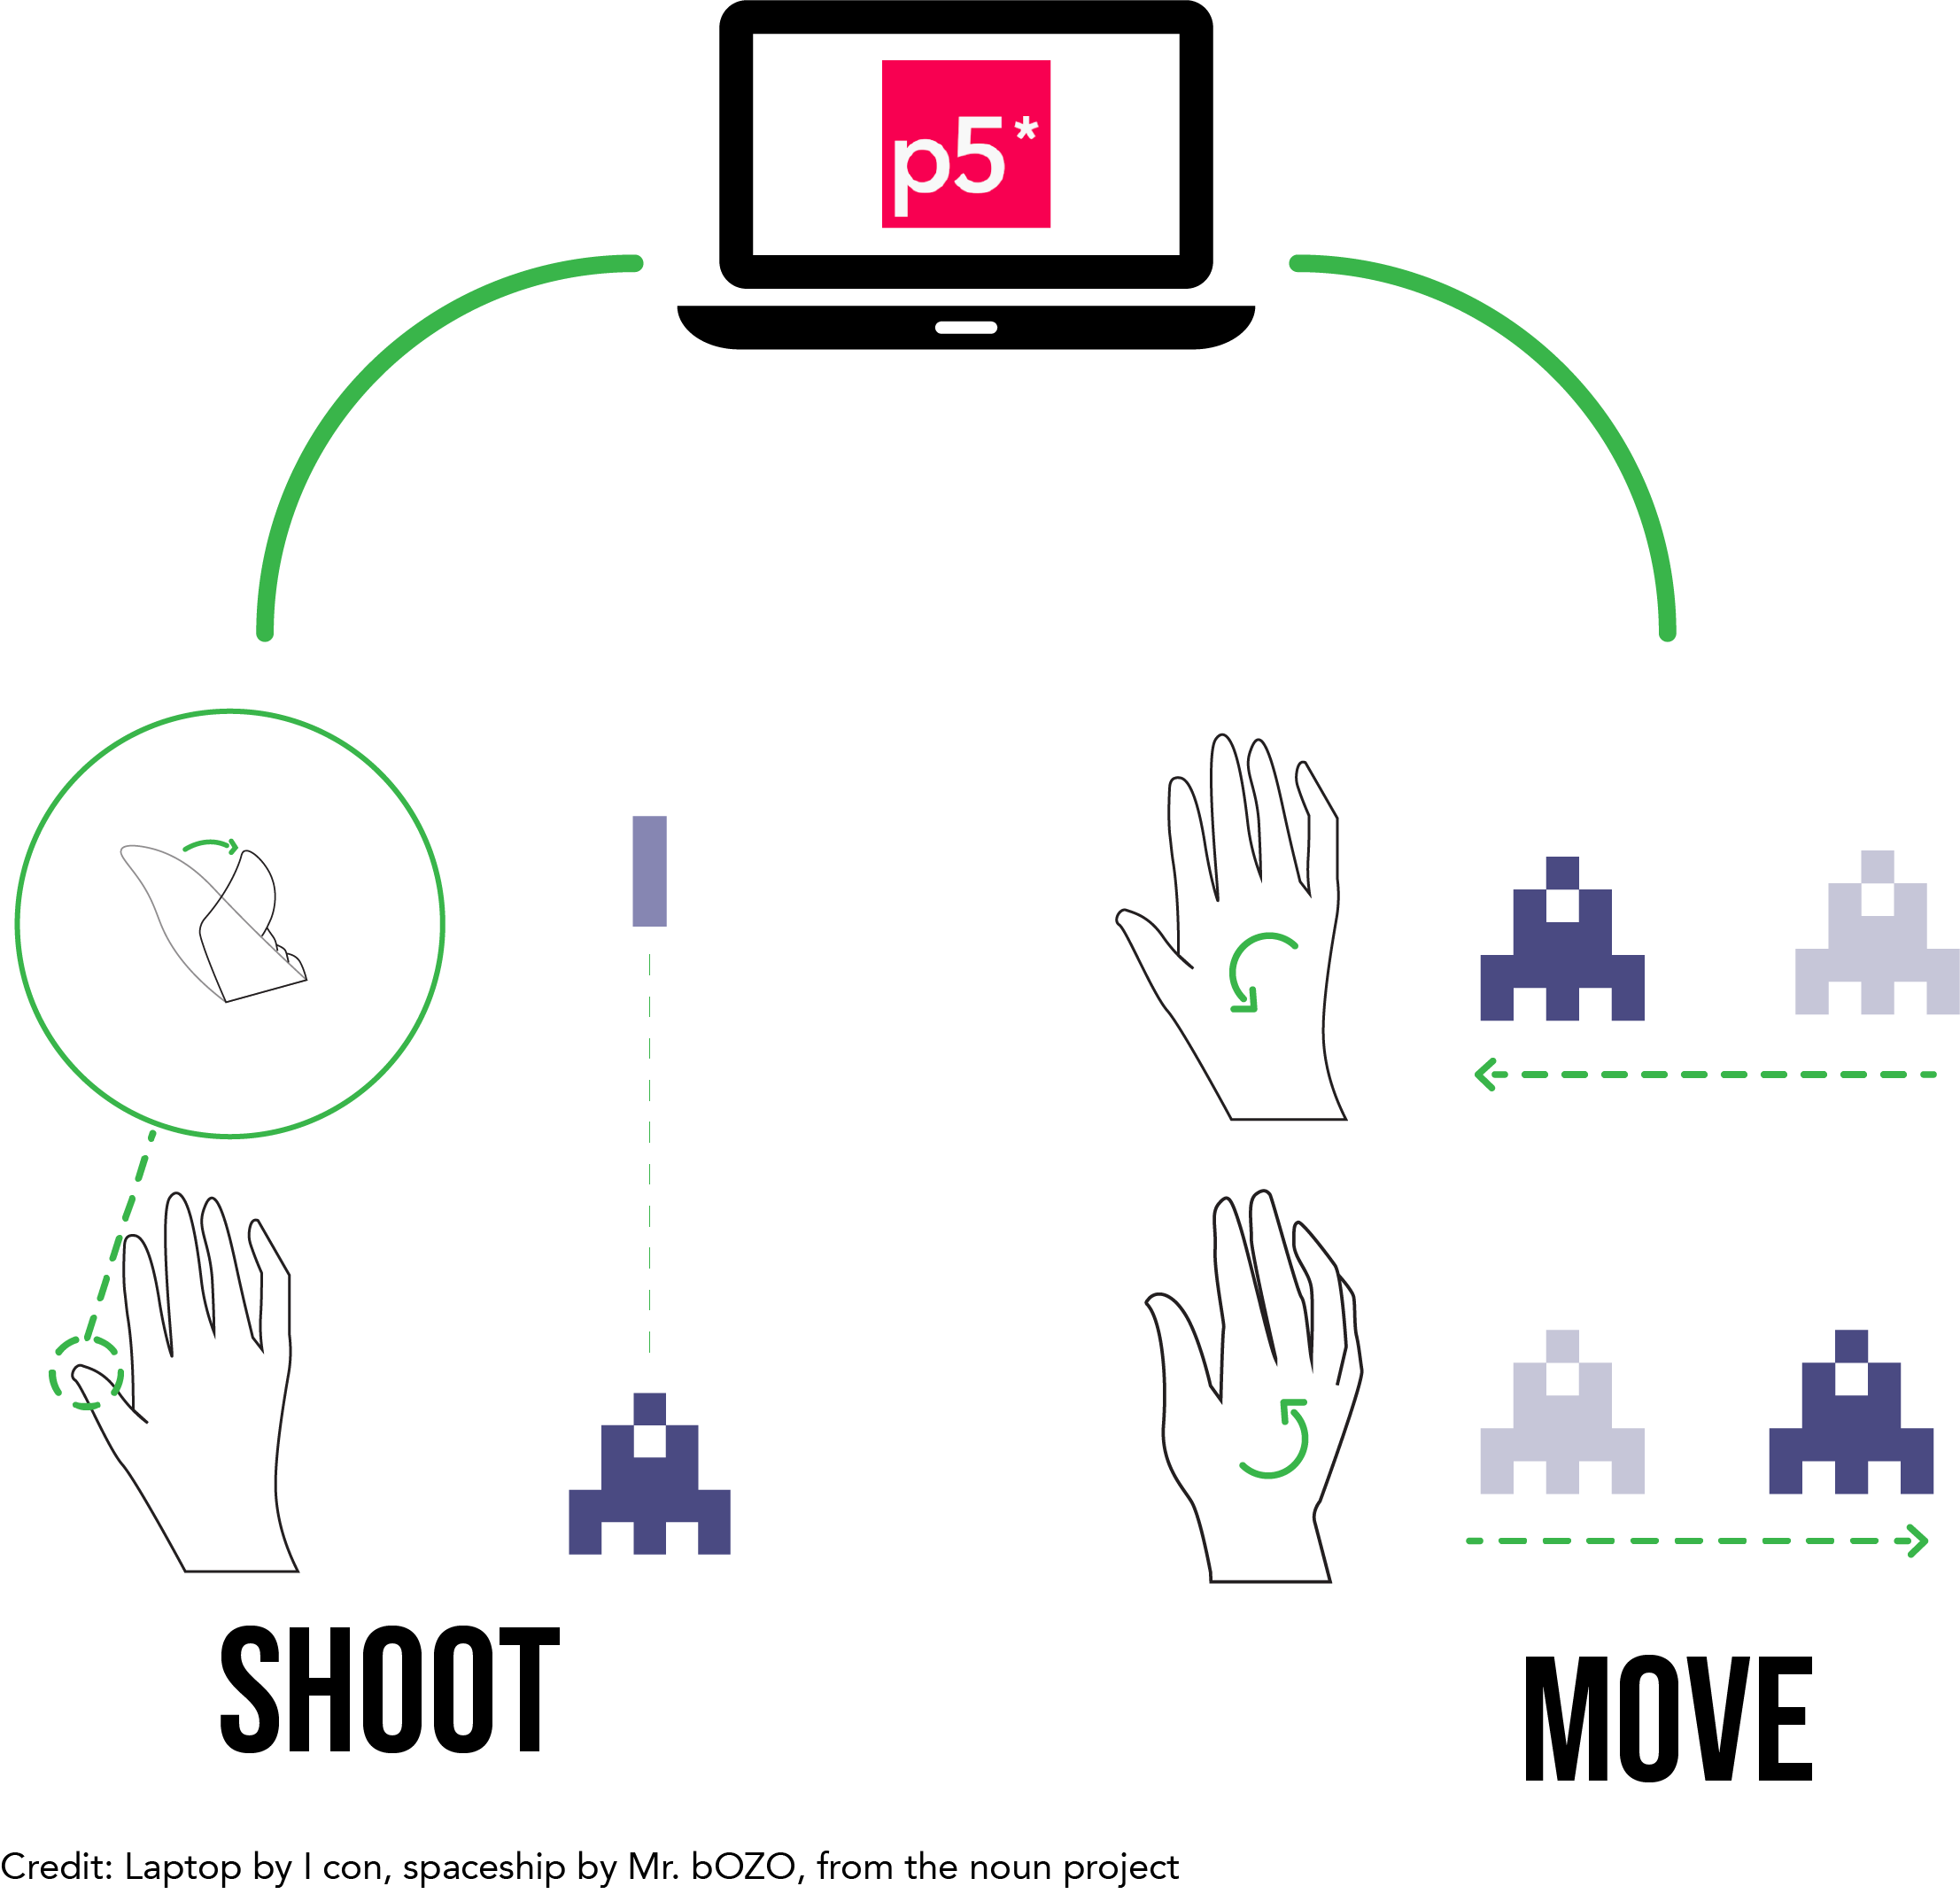 p5*
SHOOT
MOVE
Credit: Laptop by I con, spaceship by Mr. bOZO, from the noun project